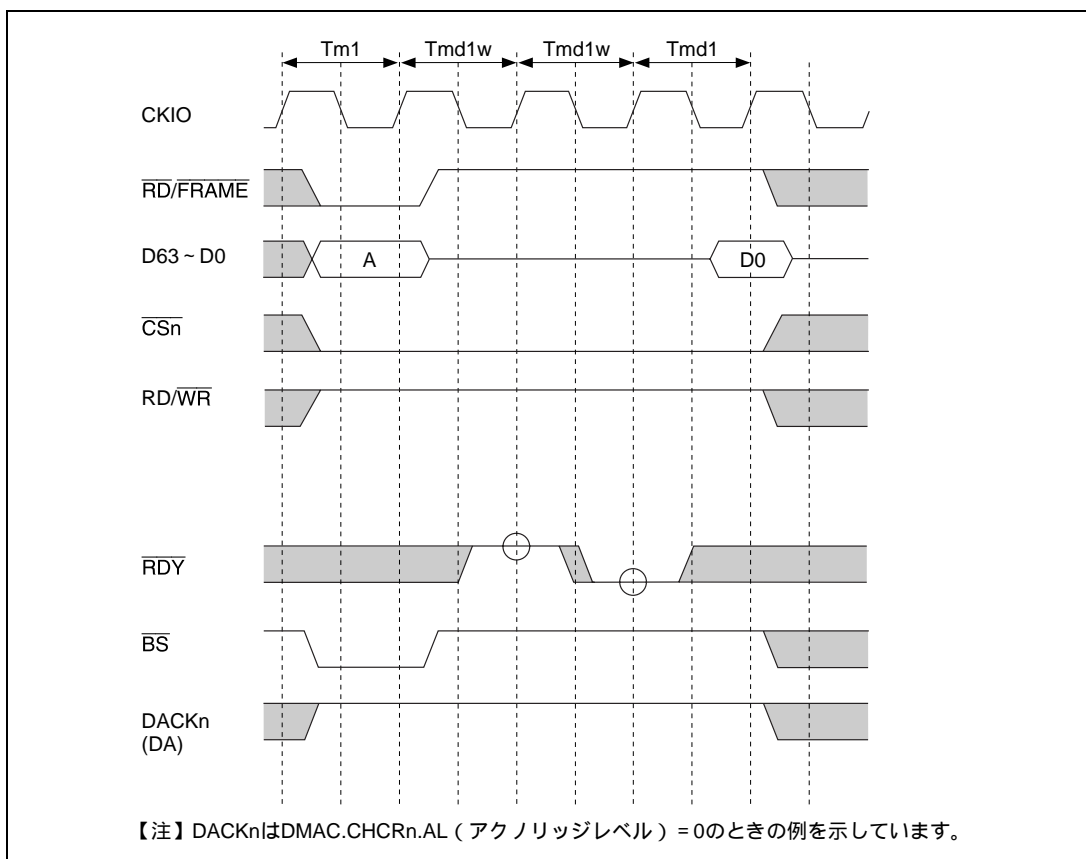 Tm1 Tmd1w Tmd1w Tmd1
CKIO
RD/FRAME
D63～D0 A D0
CSn
RD/WR
RDY
BS
DACKn
(DA)
【注】DACKnはDMAC.CHCRn.AL（アクノリッジレベル）=0のときの例を示しています。